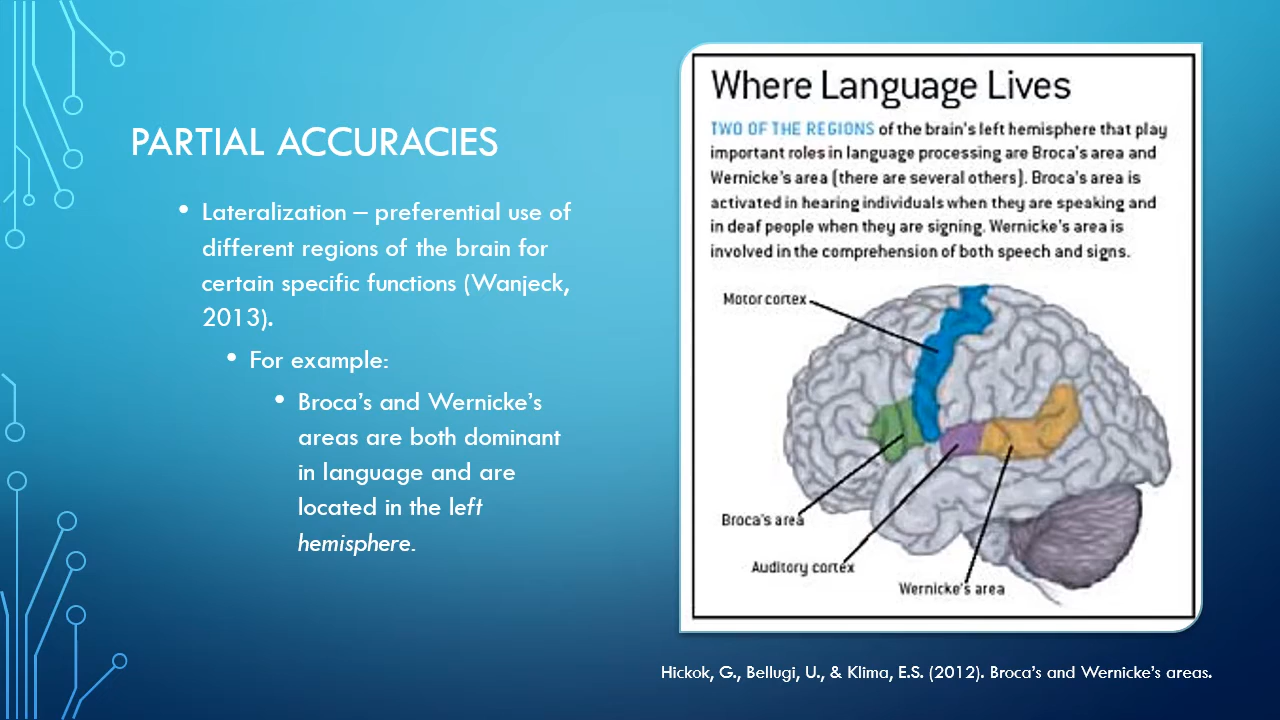 PARTIAL ACCURACIES
• Lateralization – preferential use of
different regions of the brain for
certain specific functions (Wanjeck,
2013).
• For example:
• Broca's and Wernicke's
areas are both dominant
in language and are
located in the left
hemisphere.
Where Language Lives
TWO OF THE REGIONS of the brain's left hemisphere that play
important roles in language processing are Broca's area and
Wernicke's area (there are several others). Broca's area is
activated in hearing individuals when they are speaking and
in deaf people when they are signing. Wernicke's area is
involved in the comprehension of both speech and signs.
Motor cortex
Broca's area
Auditory cortex
Wernicke's area
Hickok, G., Bellugi, U., & Klima, E.S. (2012). Broca's and Wernicke's areas.